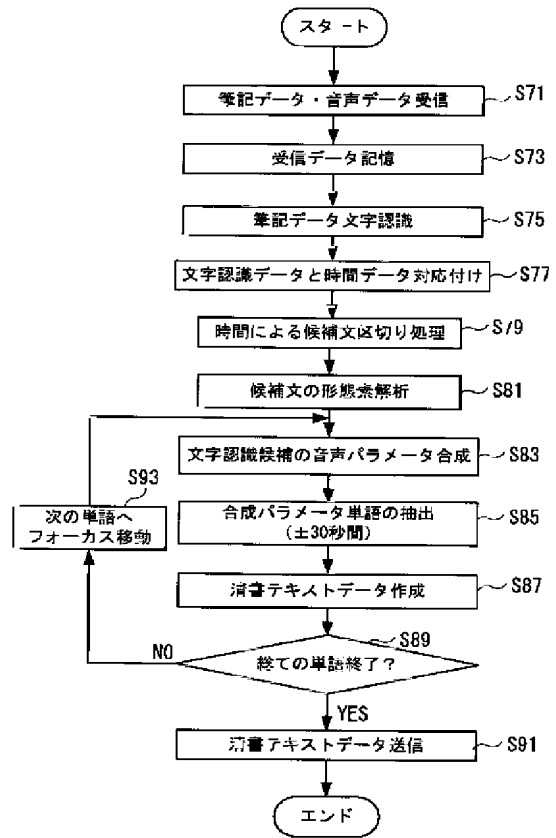 スタート
筆記データ・音声データ受信
S71
受信データ記憶
S73
筆記データ文字認識
S75
文字認識データと時間データ対応付け
S77
時間による候補文区切り処理
S79
候補文の形態素解析
S81
文字認識候補の音声パラメータ合成
S83
S93
次の単語へ
フォーカス移動
合成パラメータ単語の抽出
(±30秒間)
S85
清書テキストデータ作成
S87
S89
NO
総ての単語終了?
YES
清書テキストデータ送信
S91
エンド